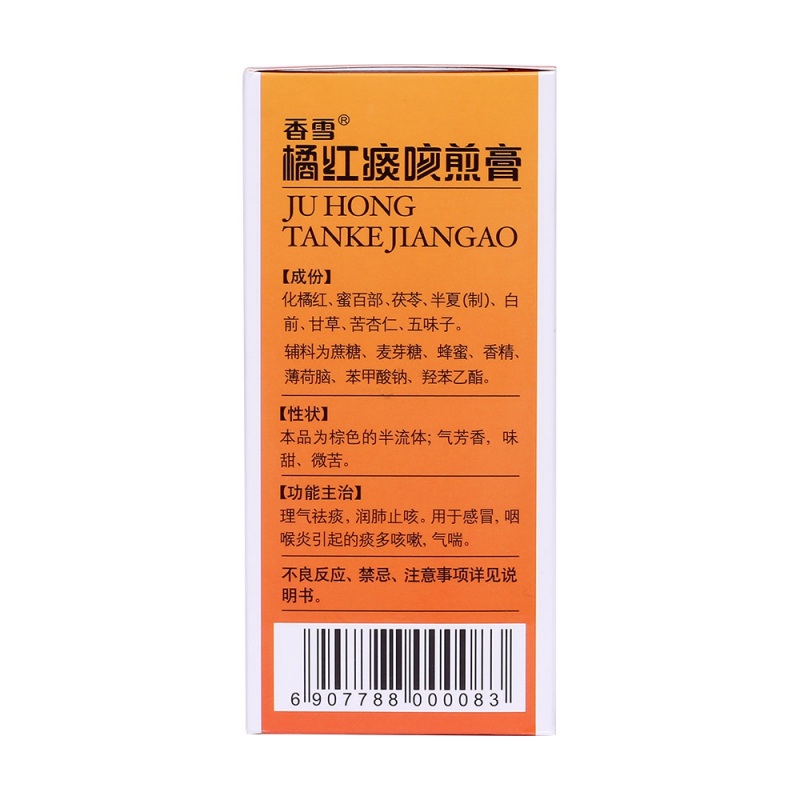 香雪®
橘红痰咳煎膏
JU HONG
TANKE JIANGAO
【成份】
化橘红、蜜百部、茯苓、半夏(制)、白
前、甘草、苦杏仁、五味子。
辅料为蔗糖、麦芽糖、蜂蜜、香精、
薄荷脑、苯甲酸钠、羟苯乙酯。
【性状】
本品为棕色的半流体；气芳香，味
甜、微苦。
【功能主治】
理气祛痰，润肺止咳。用于感冒，咽
喉炎引起的痰多咳嗽，气喘。
不良反应、禁忌、注意事项详见说
明书。
6 907788 000083